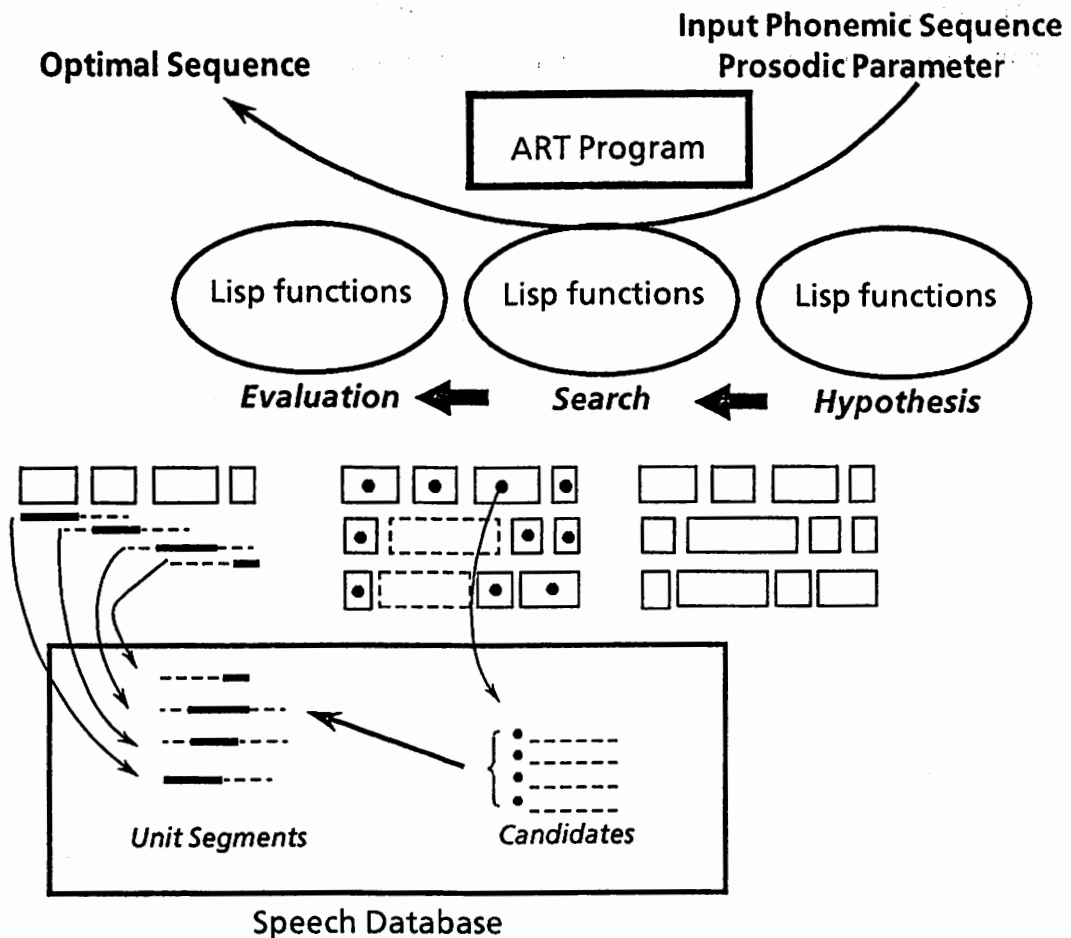 Input Phonemic Sequence
Optimal Sequence
Prosodic Parameter
ART Program
Lisp functions
Lisp functions
Lisp functions
Evaluation
Search
Hypothesis
Unit Segments
Candidates
Speech Database